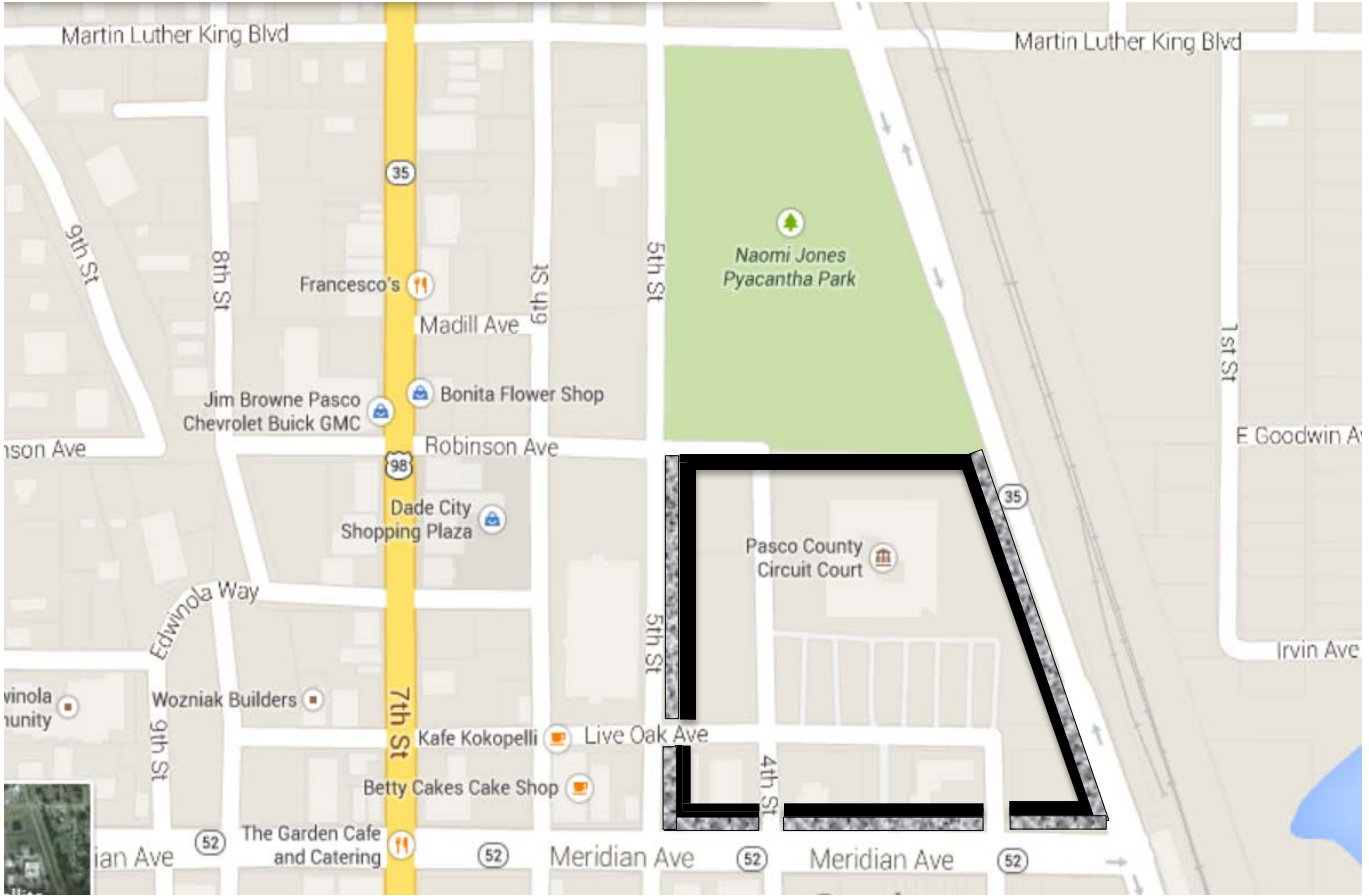 Martin Luther King Blvd
Martin Luther King Blvd
35
9th St
8th St
6th St
5th St
Naomi Jones
Pyacantha Park
Francesco's
Madill Ave
1st St
Jim Browne Pasco
Chevrolet Buick GMC
Bonita Flower Shop
nson Ave
Robinson Ave
E Goodwin Av
98
35
Dade City
Shopping Plaza
Pasco County
Circuit Court
Edwinola Way
5th St
Irvin Ave
winola
unity
Wozniak Builders
7th St
9th St
Kafe Kokopelli
Live Oak Ave
4th St
Betty Cakes Cake Shop
The Garden Cafe
and Catering
52
ian Ave
52
Meridian Ave
52
Meridian Ave
52